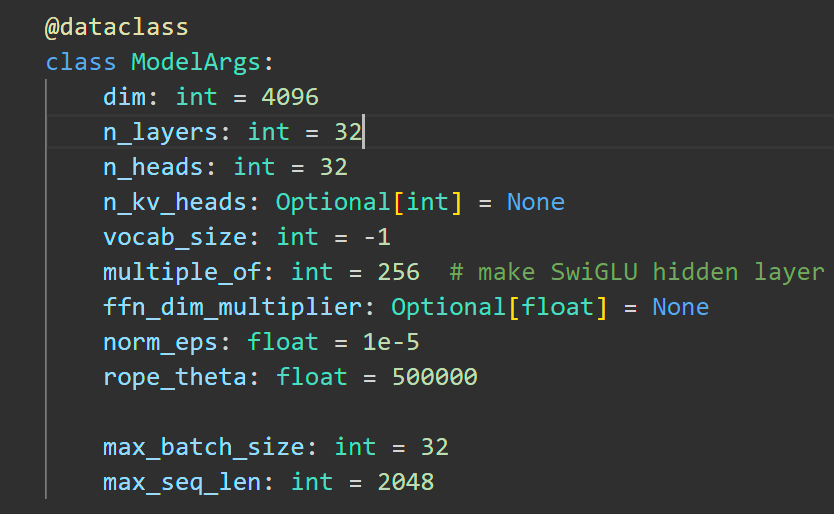 @dataclass
class ModelArgs:
    dim: int = 4096
    n_layers: int = 32
    n_heads: int = 32
    n_kv_heads: Optional[int] = None
    vocab_size: int = -1
    multiple_of: int = 256  # make SwiGLU hidden layer
    ffn_dim_multiplier: Optional[float] = None
    norm_eps: float = 1e-5
    rope_theta: float = 500000

    max_batch_size: int = 32
    max_seq_len: int = 2048